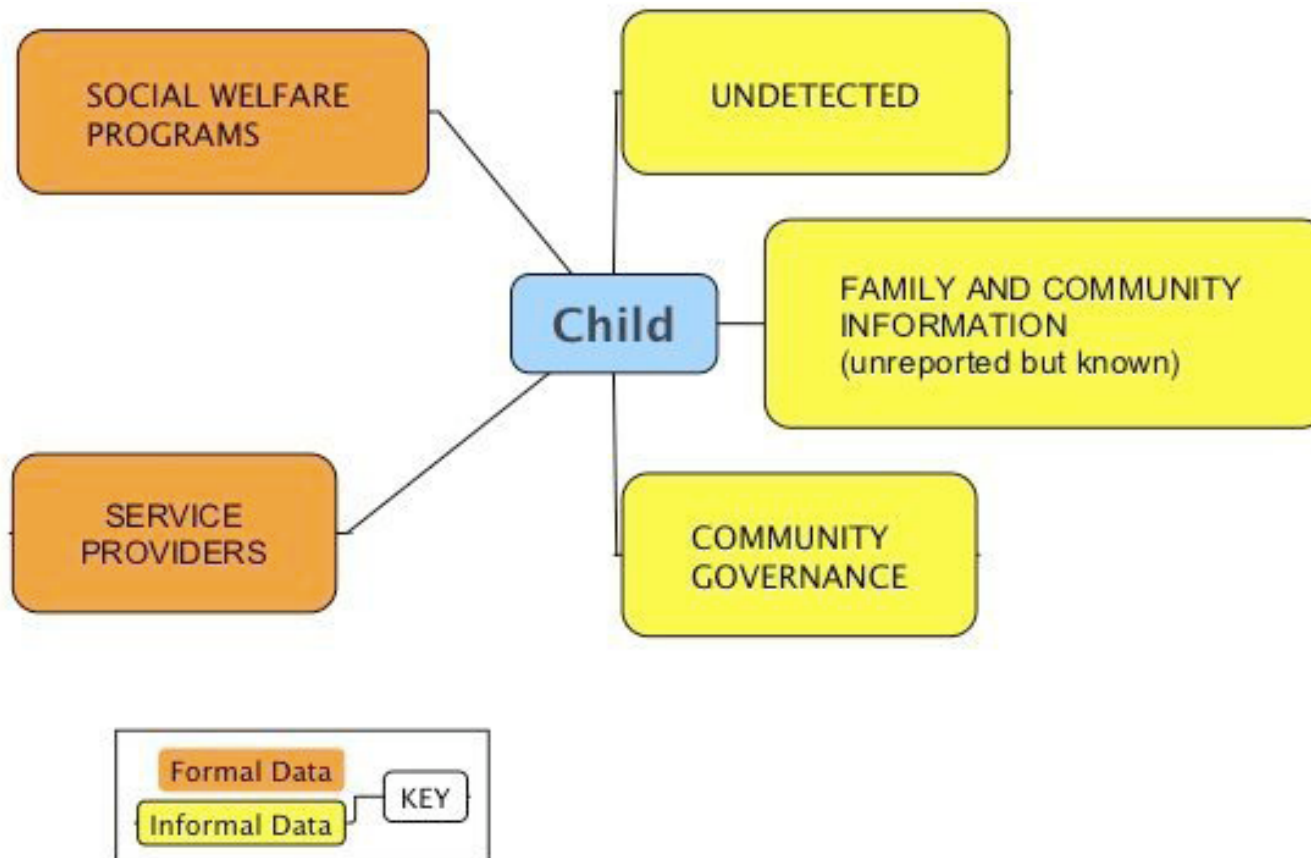 SOCIAL WELFARE
PROGRAMS
UNDETECTED
Child
FAMILY AND COMMUNITY
INFORMATION
(unreported but known)
SERVICE
PROVIDERS
COMMUNITY
GOVERNANCE
Formal Data
Informal Data
KEY